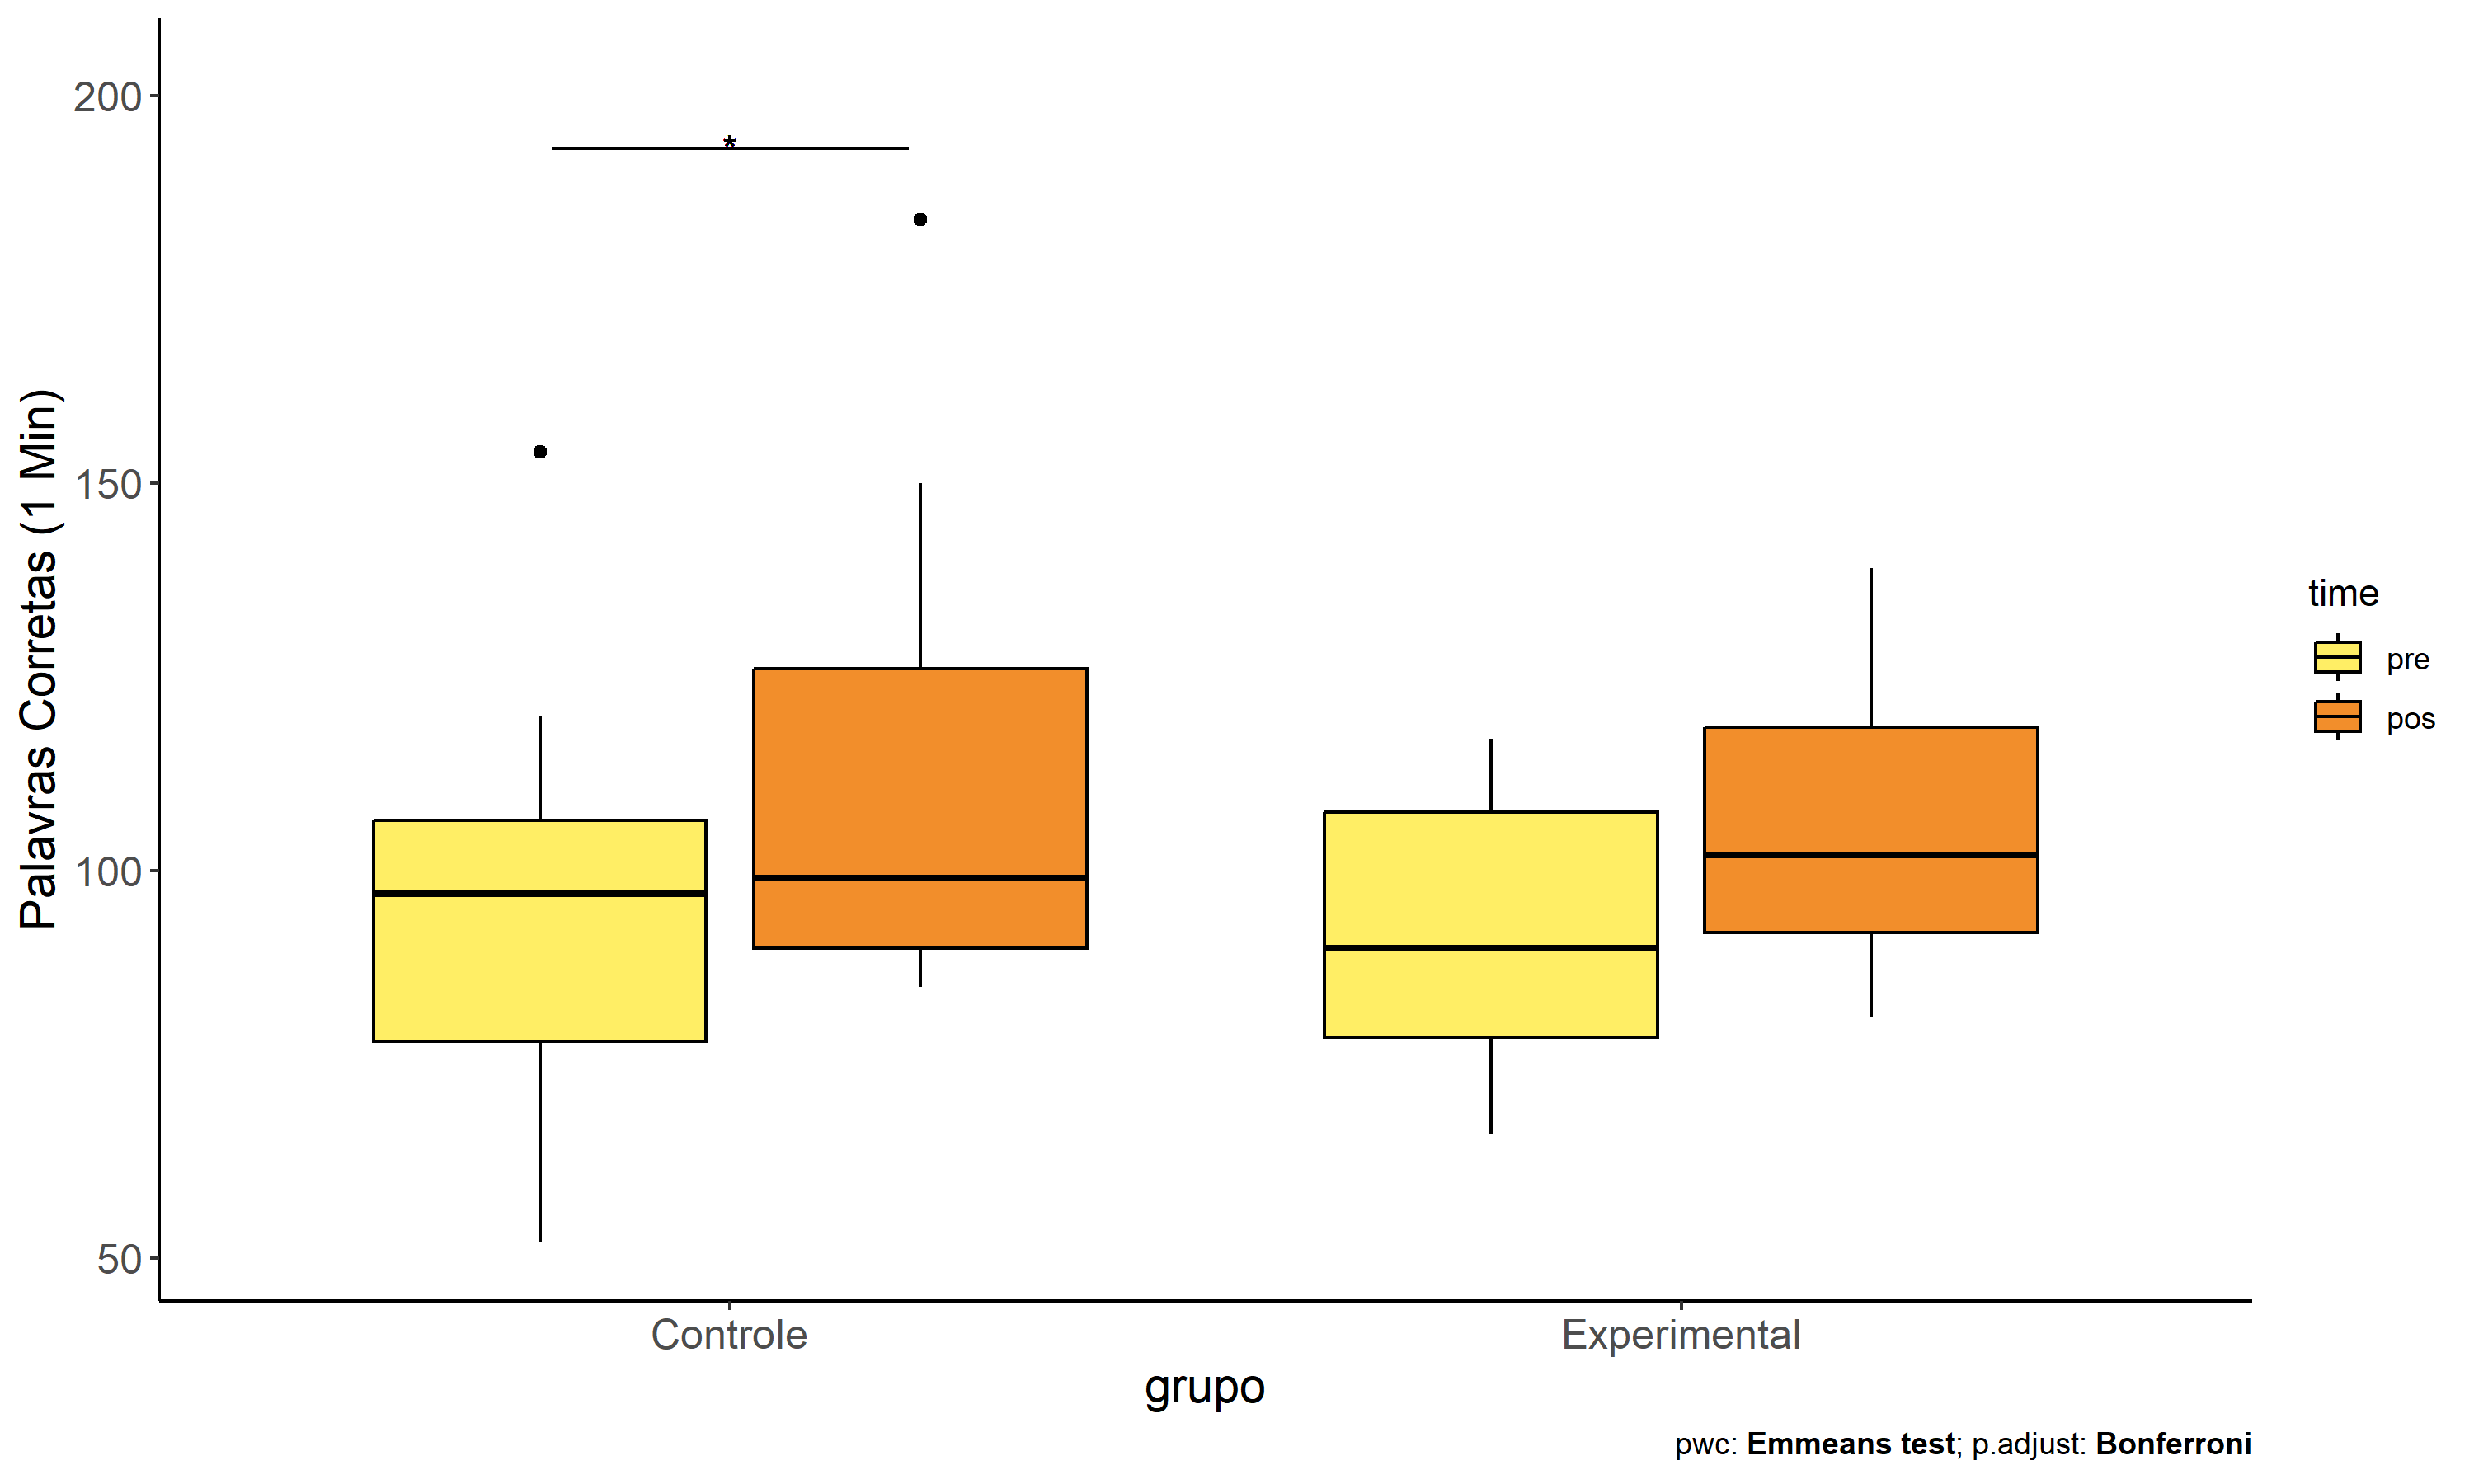 Palavras Corretas (1 Min)
200
150
100
50
*
Controle
Experimental
grupo
time
pre
pos
pwc: Emmeans test; p.adjust: Bonferroni